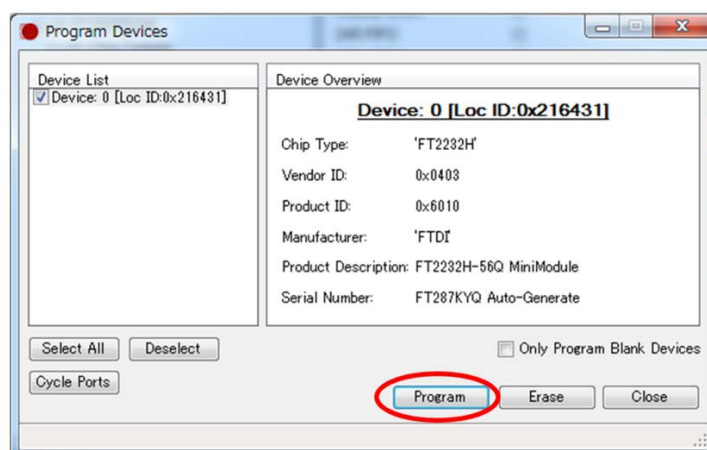 Program Devices
Device List
Device: 0 [Loc ID:0x216431]
Device Overview
Device: 0 [Loc ID:0x216431]
Chip Type: 'FT2232H'
Vendor ID: 0x0403
Product ID: 0x6010
Manufacturer: 'FTDI'
Product Description: FT2232H-56Q MiniModule
Serial Number: FT287KYQ Auto-Generate
Select All Deselect
Only Program Blank Devices
Cycle Ports
Program Erase Close